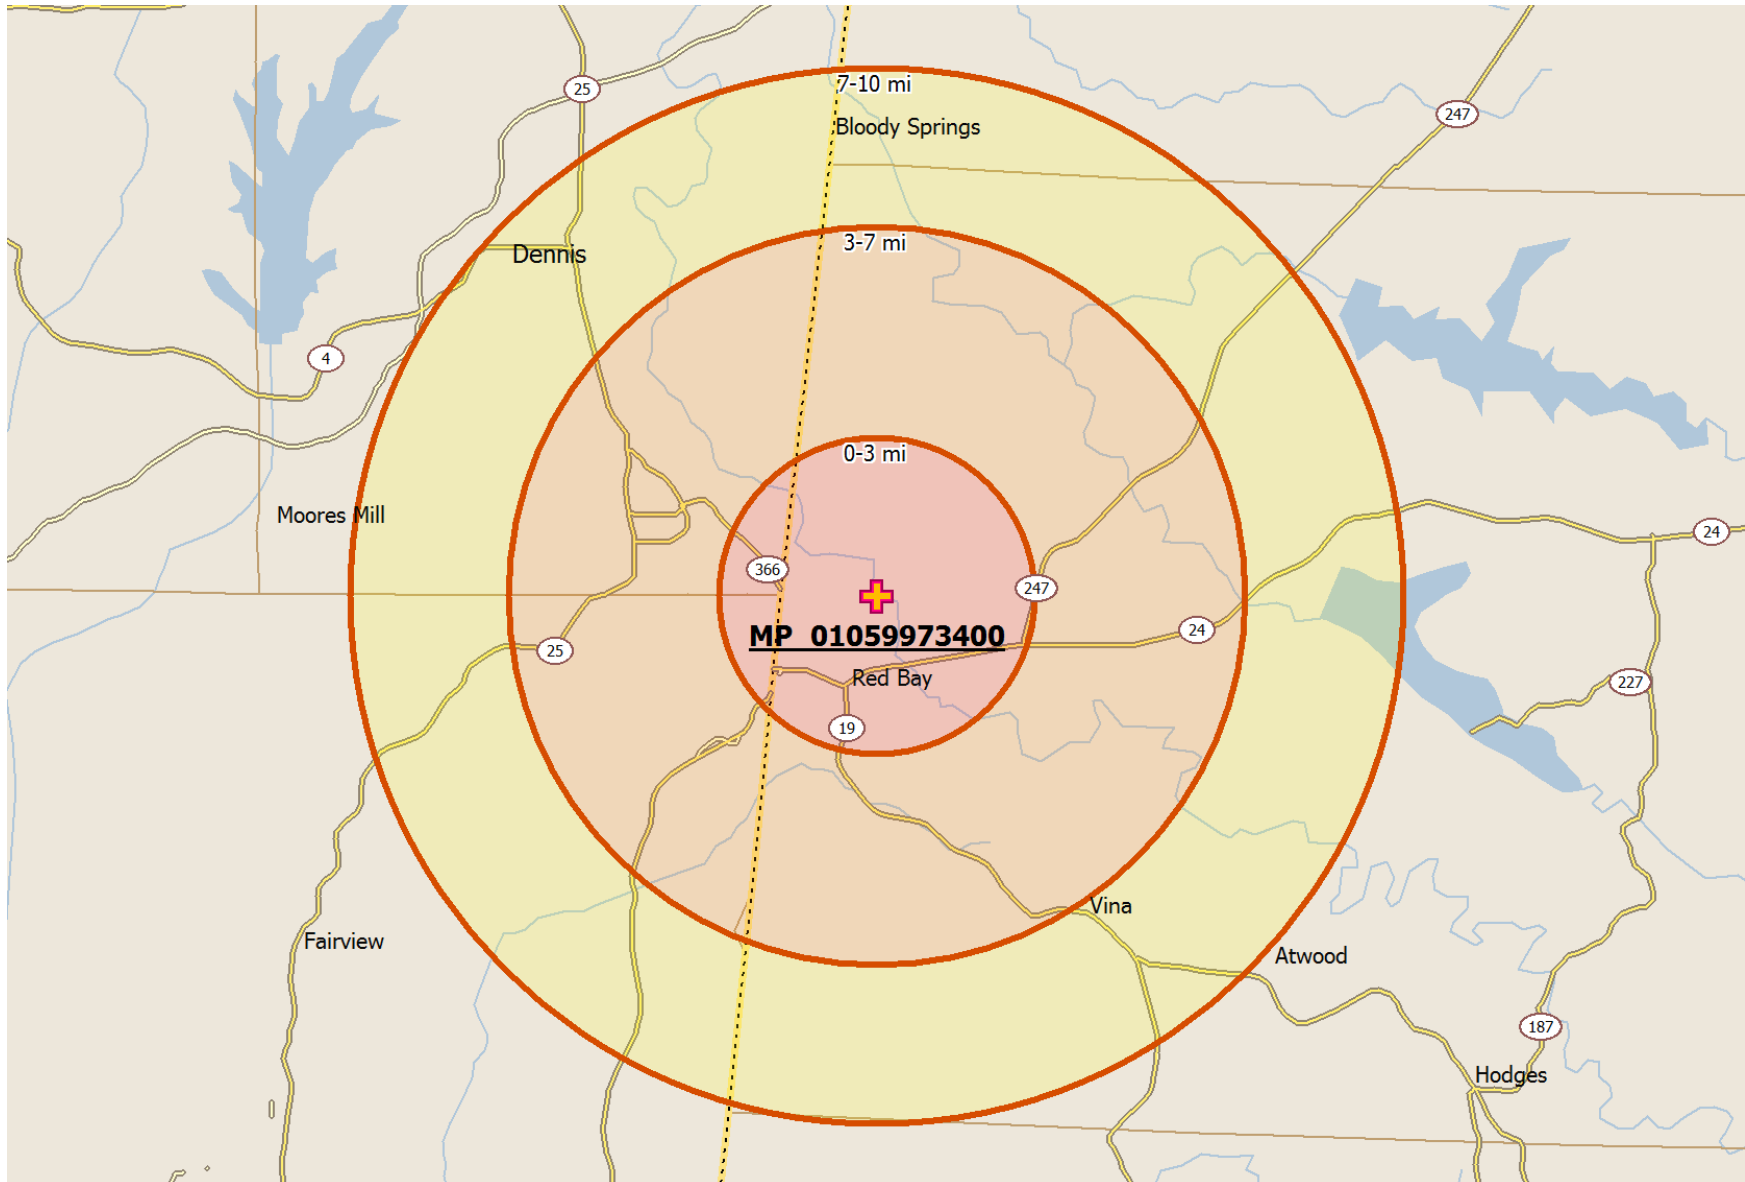 7-10 mi
25
247
Bloody Springs
3-7 mi
Dennis
4
0-3 mi
Moores Mill
24
366
247
MP 01059973400
24
25
Red Bay
227
19
Vina
Fairview
Atwood
187
Hodges